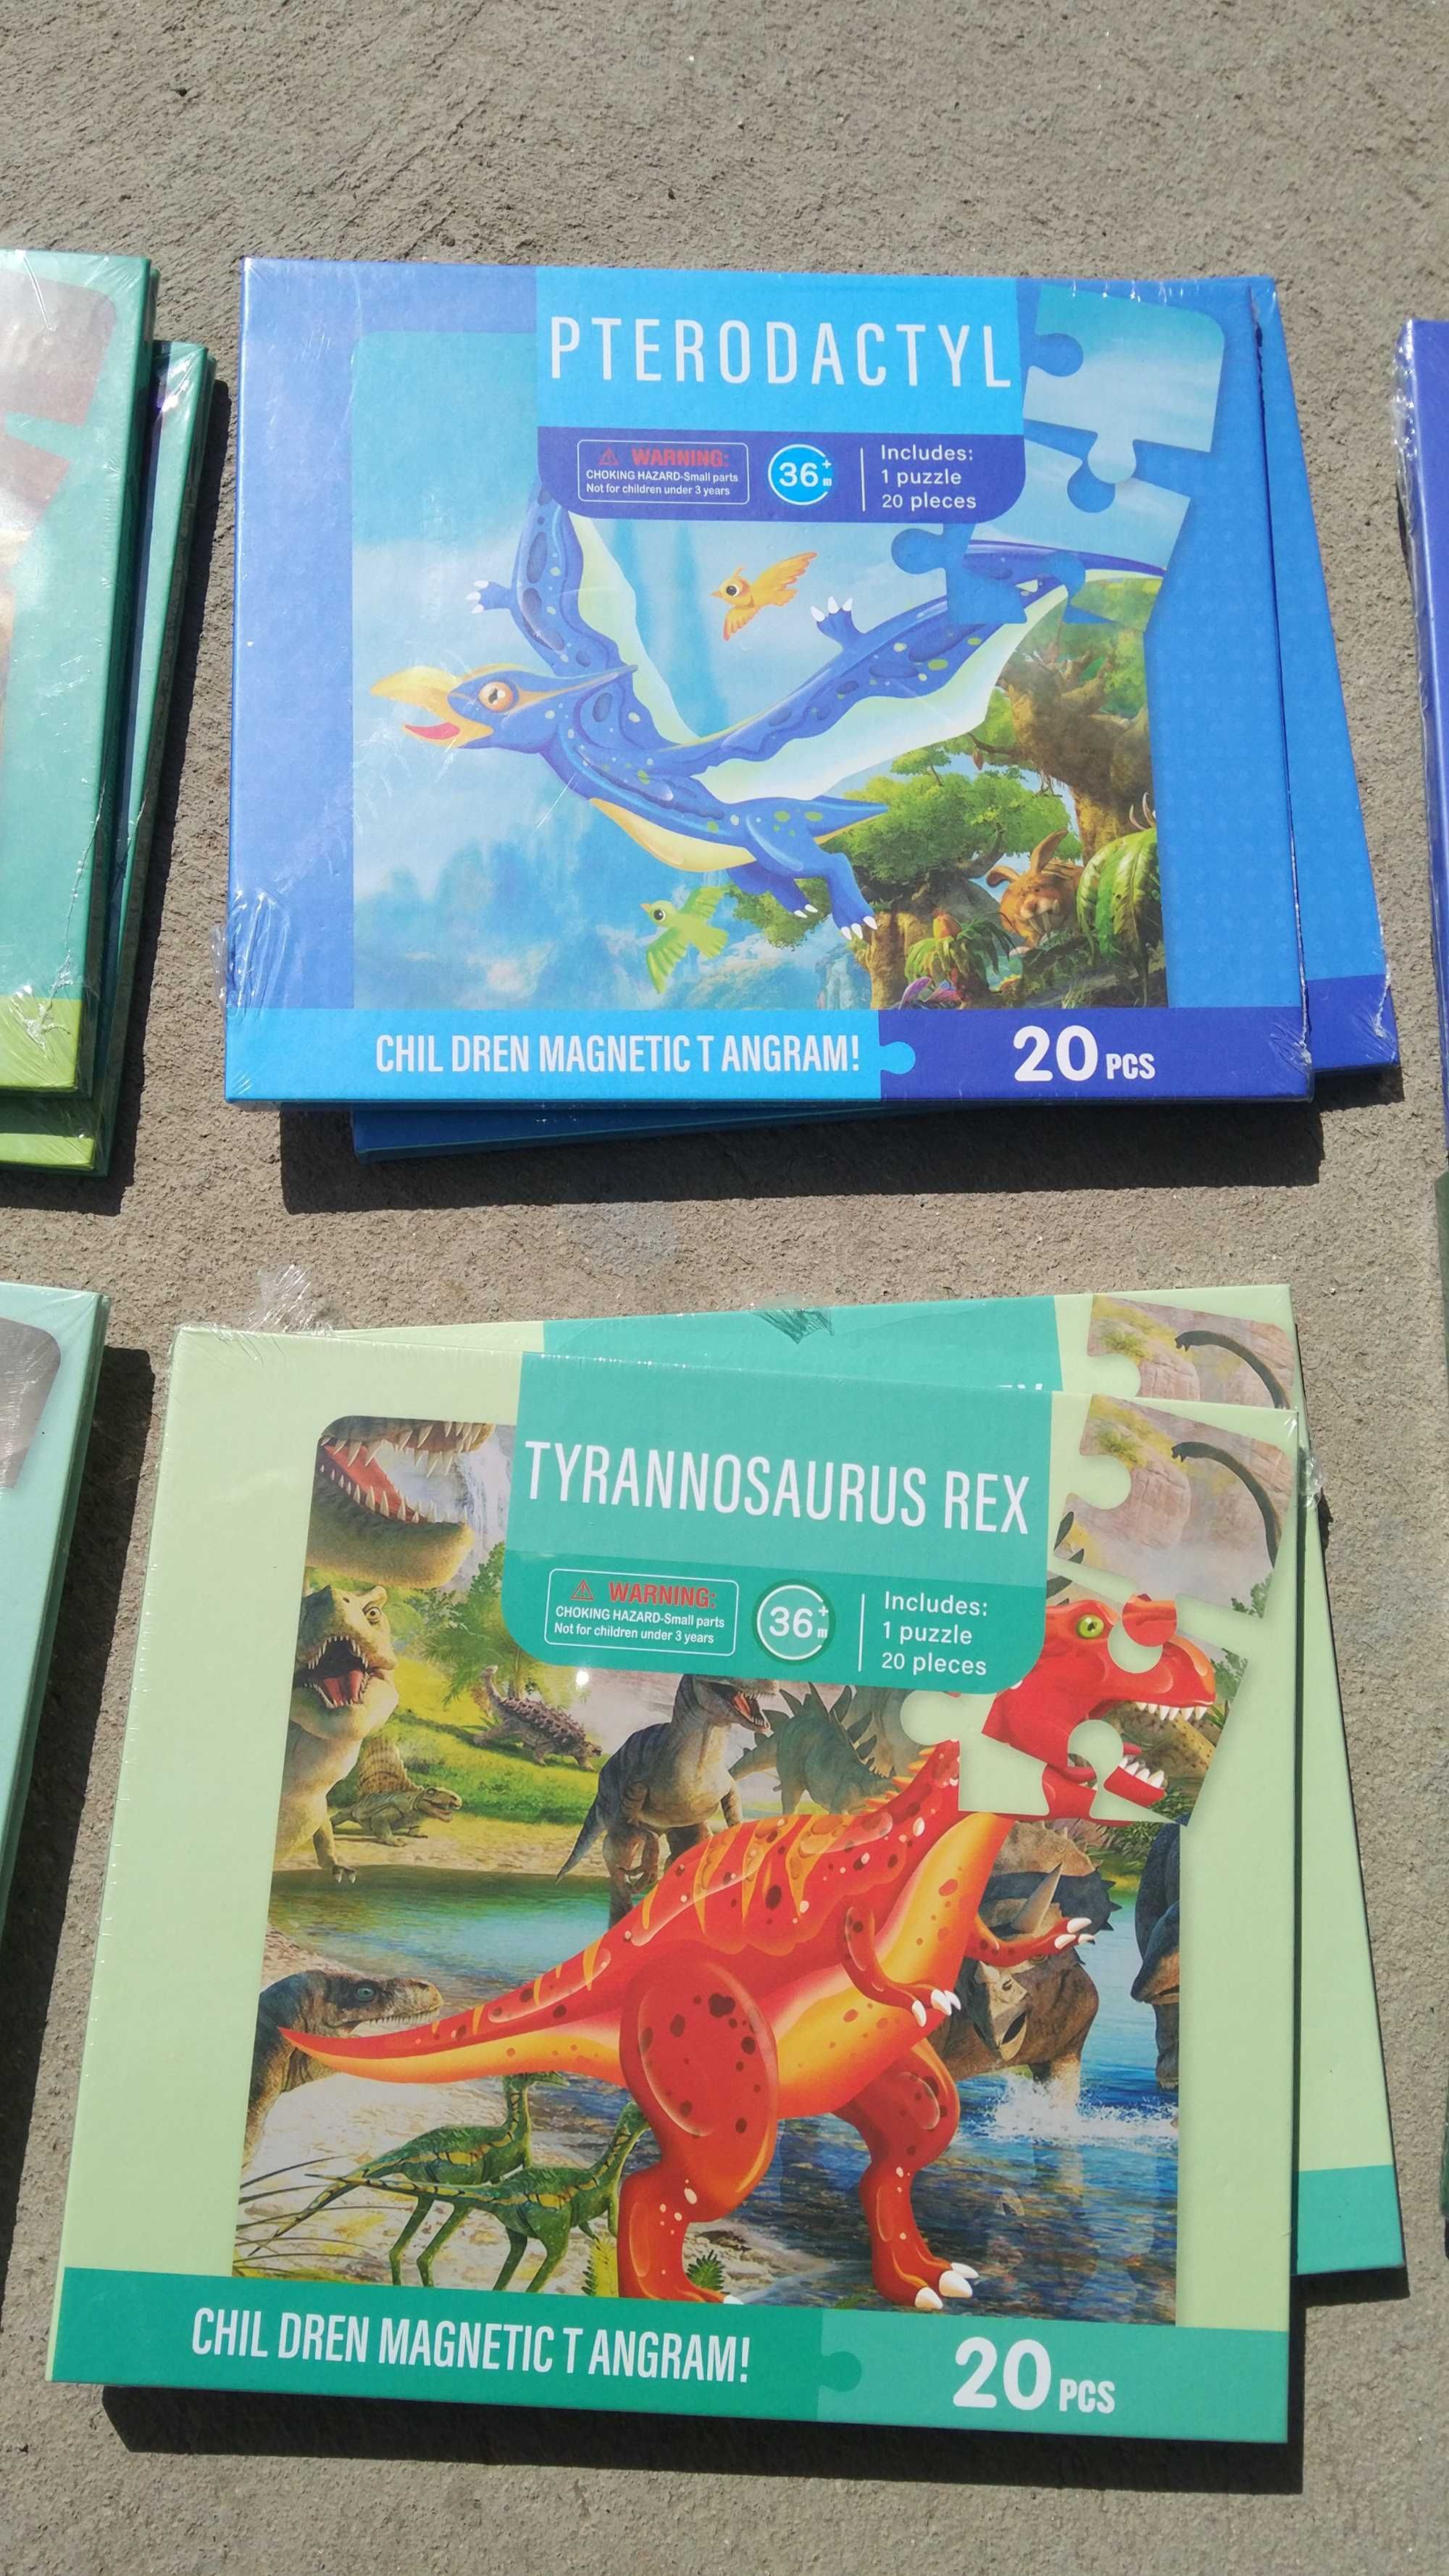 PTERODACTYL
WARNING:
CHOKING HAZARD-Small parts
Not for children under 3 years
36+
m
Includes:
1 puzzle
20 pleces
CHIL DREN MAGNETIC T ANGRAM!
20 PCS
TYRANNOSAURUS REX
WARNING:
CHOKING HAZARD-Small parts
Not for children under 3 years
36+
m
Includes:
1 puzzle
20 pleces
CHIL DREN MAGNETIC T ANGRAM!
20 PCS